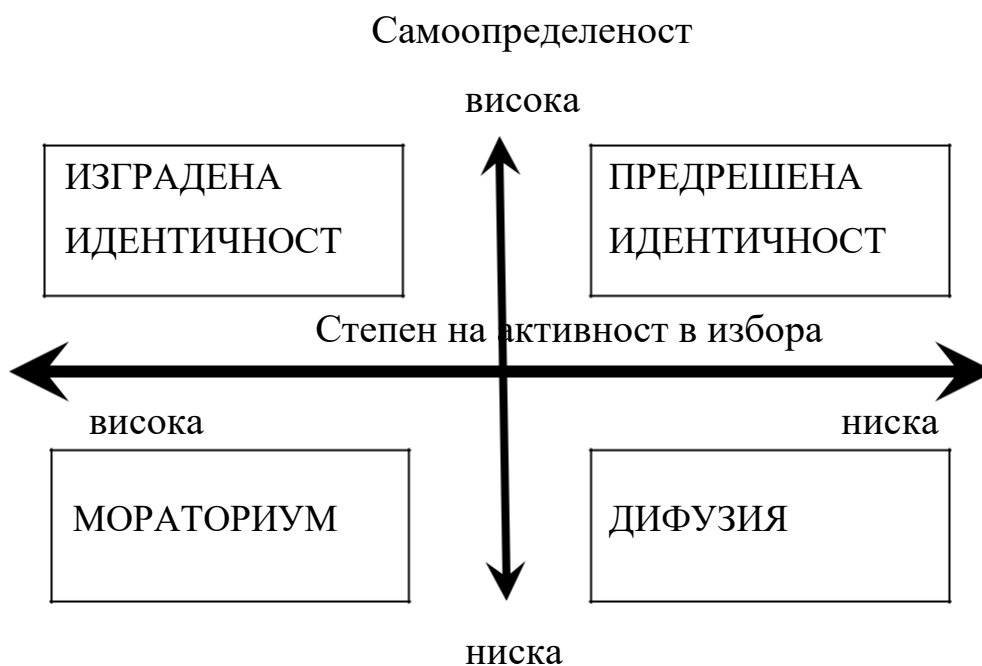 Самоопределеност
висока
ИЗГРАДЕНА
ИДЕНТИЧНОСТ
ПРЕДРЕШЕНА
ИДЕНТИЧНОСТ
Степен на активност в избора
висока
ниска
МОРАТОРИУМ
ДИФУЗИЯ
ниска